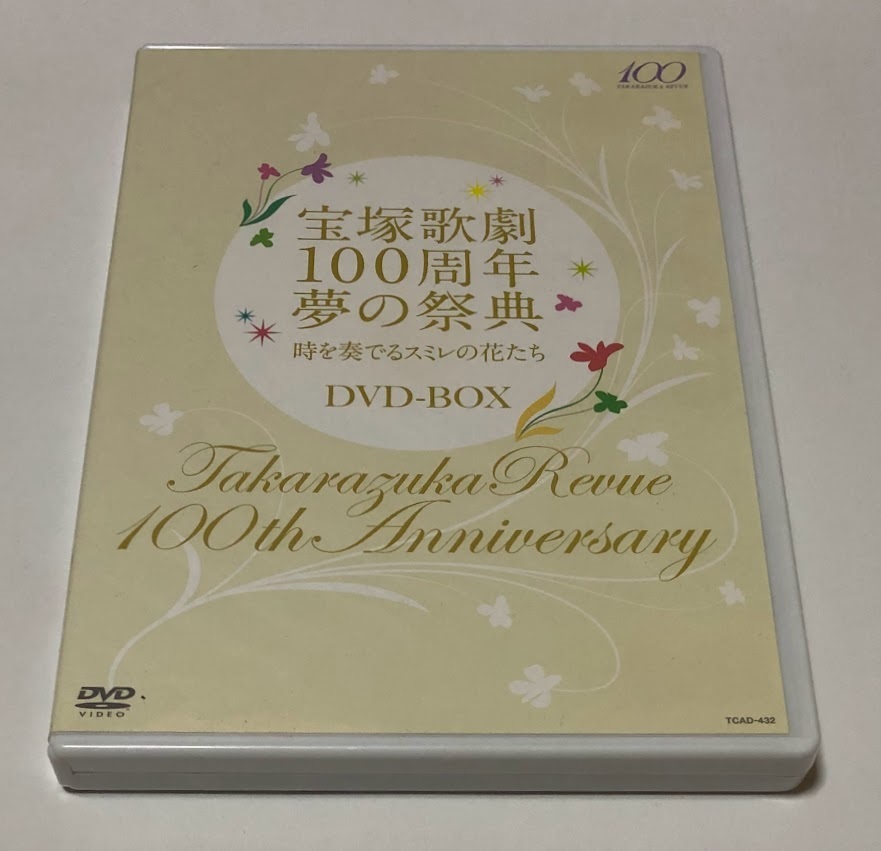 100
TAKARAZUKA REVUE
宝塚歌劇
100周年
夢の祭典
時を奏でるスミレの花たち
DVD-BOX
Takarazuka Revue
100th Anniversary
DVD
VIDEO
TCAD-432